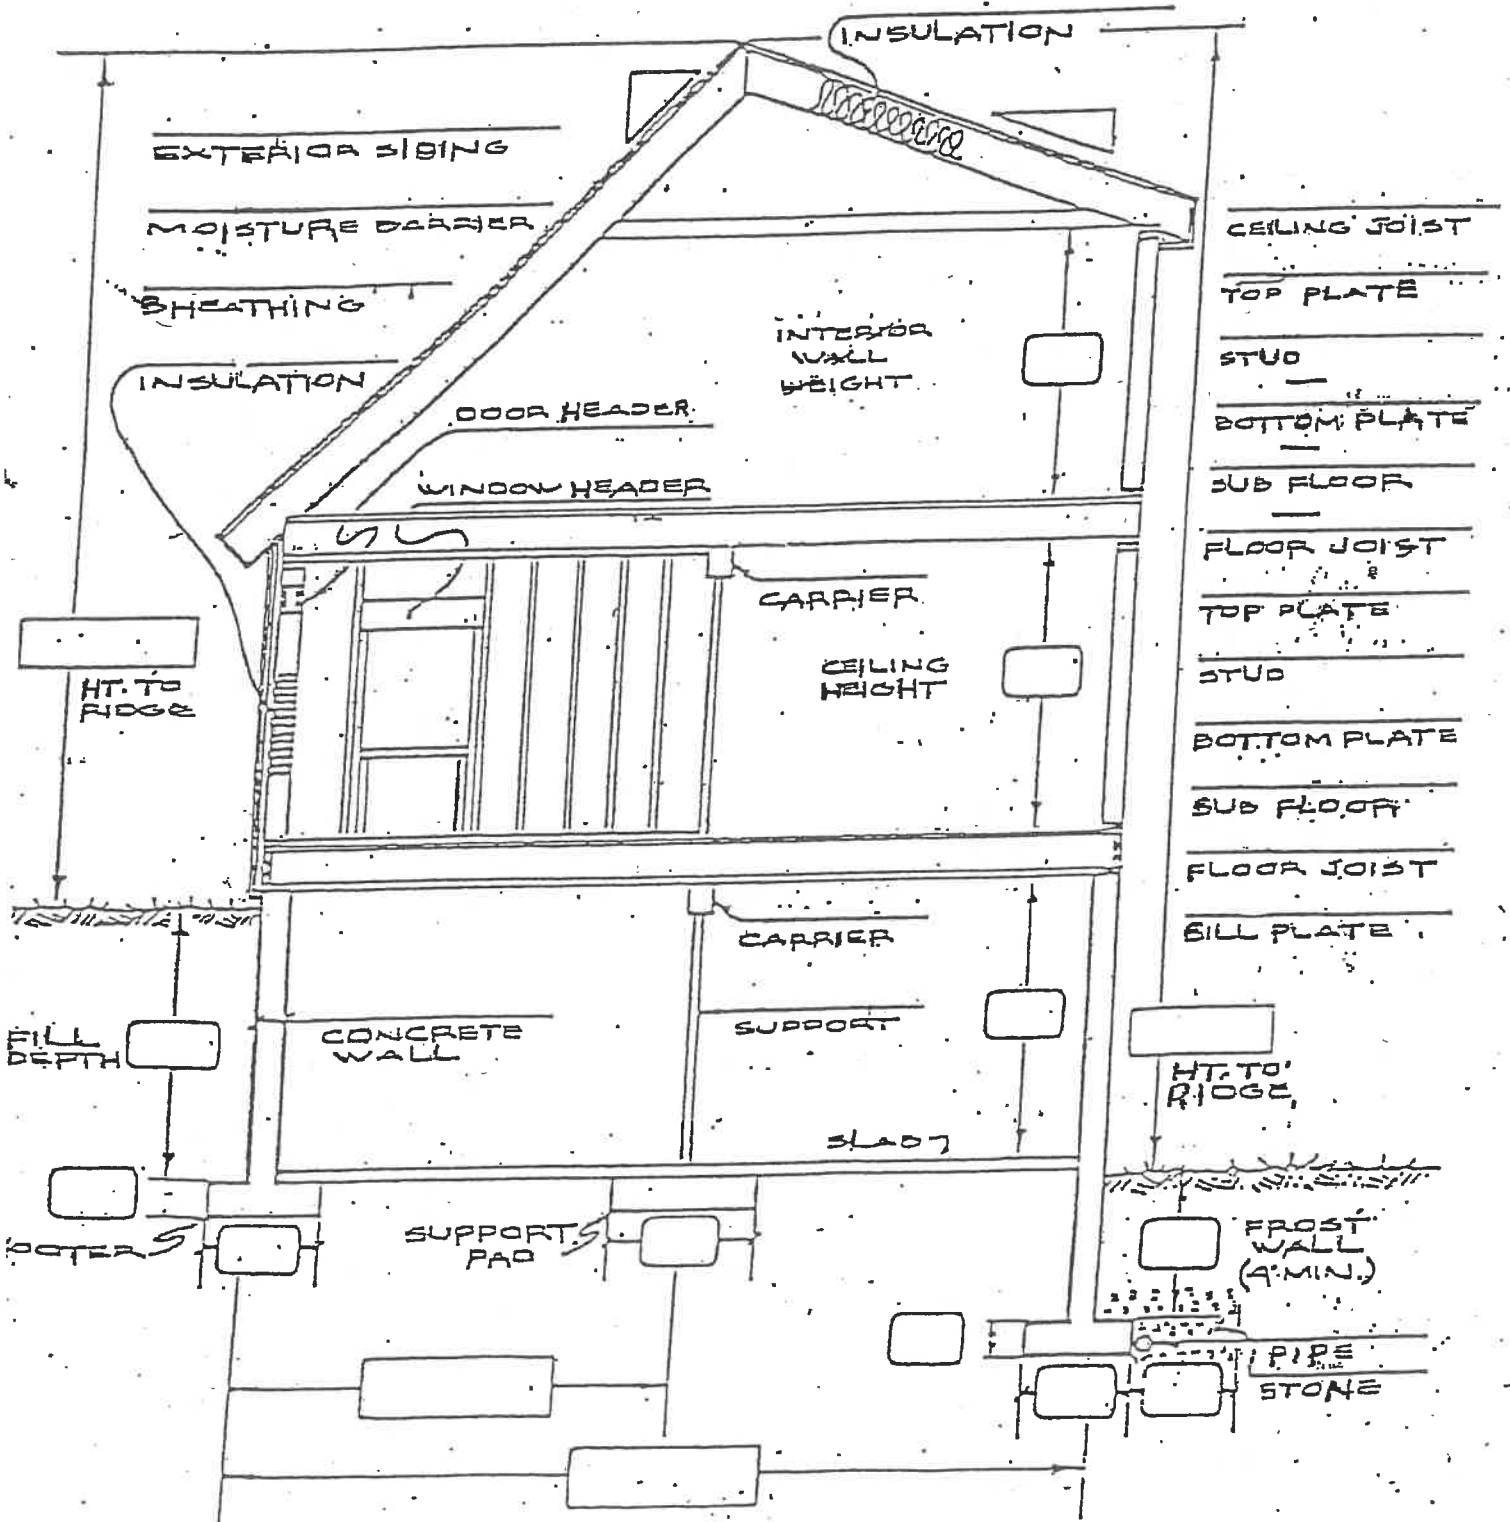 INSULATION
EXTERIOR SIDING
MOISTURE BARRIER
SHEATHING
INSULATION
DOOR HEADER
WINDOW HEADER
INTERIOR
WALL
HEIGHT
CEILING JOIST
TOP PLATE
STUD
BOTTOM PLATE
SUB FLOOR
FLOOR JOIST
TOP PLATE
STUD
BOTTOM PLATE
SUB FLOOR
FLOOR JOIST
SILL PLATE
CARRIER
CEILING
HEIGHT
HT. TO
RIDGE
CARRIER
SUPPORT
CONCRETE
WALL
FILL
DEPTH
SLAB
HT. TO
RIDGE
OOTER
SUPPORT
PAD
FROST
WALL
(4' MIN.)
PIPE
STONE